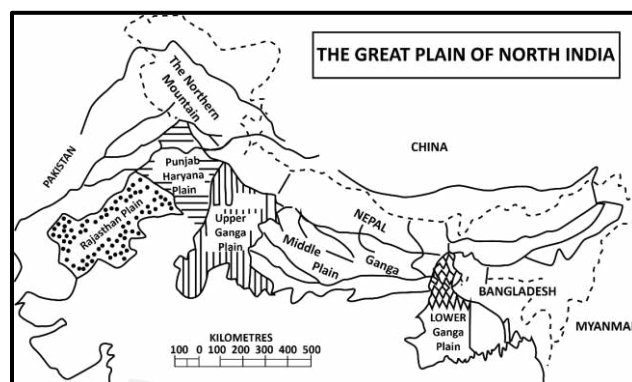 THE GREAT PLAIN OF NORTH INDIA
The Northern
Mountain
CHINA
PAKISTAN
Punjab
Haryana
Plain
Rajasthan Plain
NEPAL
Upper
Ganga
Plain
Middle
Ganga
Plain
BANGLADESH
MYANMAR
LOWER
Ganga
Plain
KILOMETRES
100 0 100 200 300 400 500